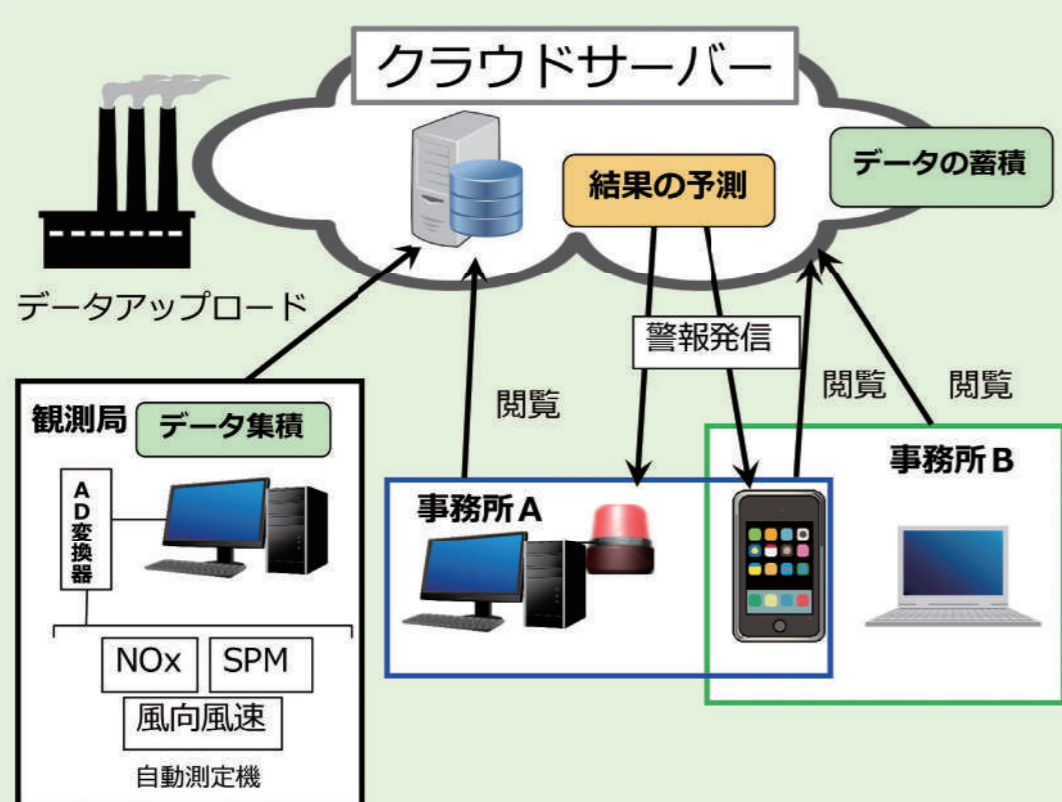 クラウドサーバー
結果の予測
データの蓄積
データアップロード
警報発信
閲覧
閲覧
閲覧
観測局
データ集積
AD変換器
NOx
SPM
風向風速
自動測定機
事務所A
事務所B